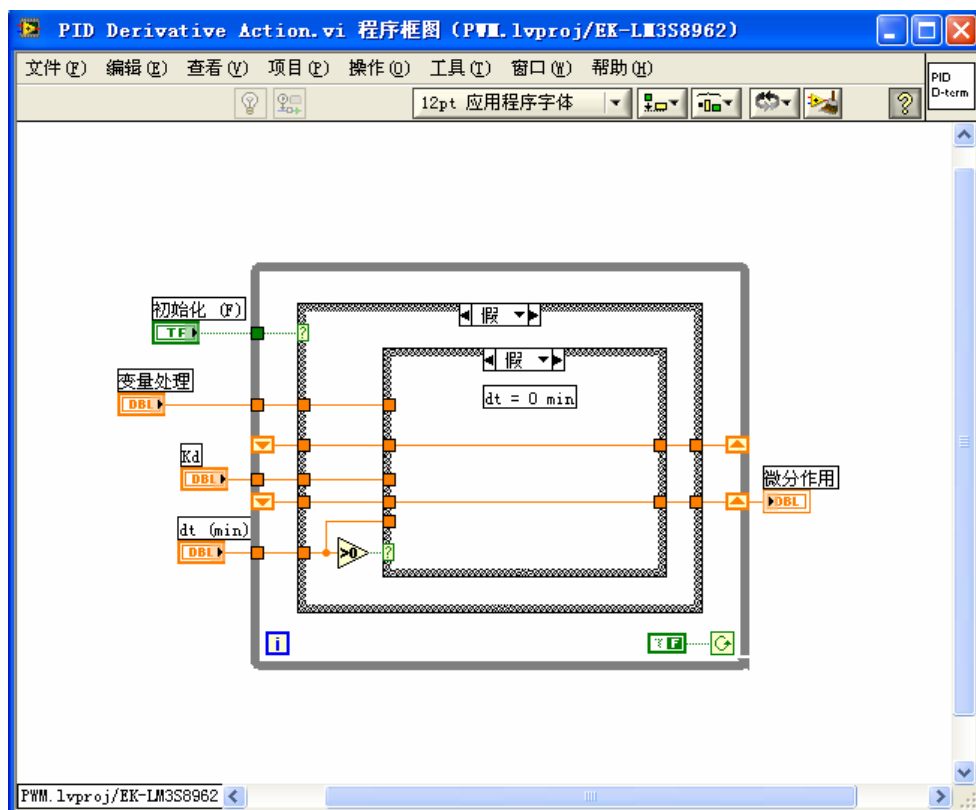 PID Derivative Action.vi 程序框图 (PWM.lvproj/EK-LM3S8962)
文件(F) 编辑(E) 查看(V) 项目(P) 操作(O) 工具(T) 窗口(W) 帮助(H)
PID
D-term
12pt 应用程序字体
?
初始化 (F)
TF
假
?
假
变量处理
DBL
dt = 0 min
Kd
DBL
微分作用
DBL
dt (min)
DBL
>0
?
i
F
PWM.lvproj/EK-LM3S8962